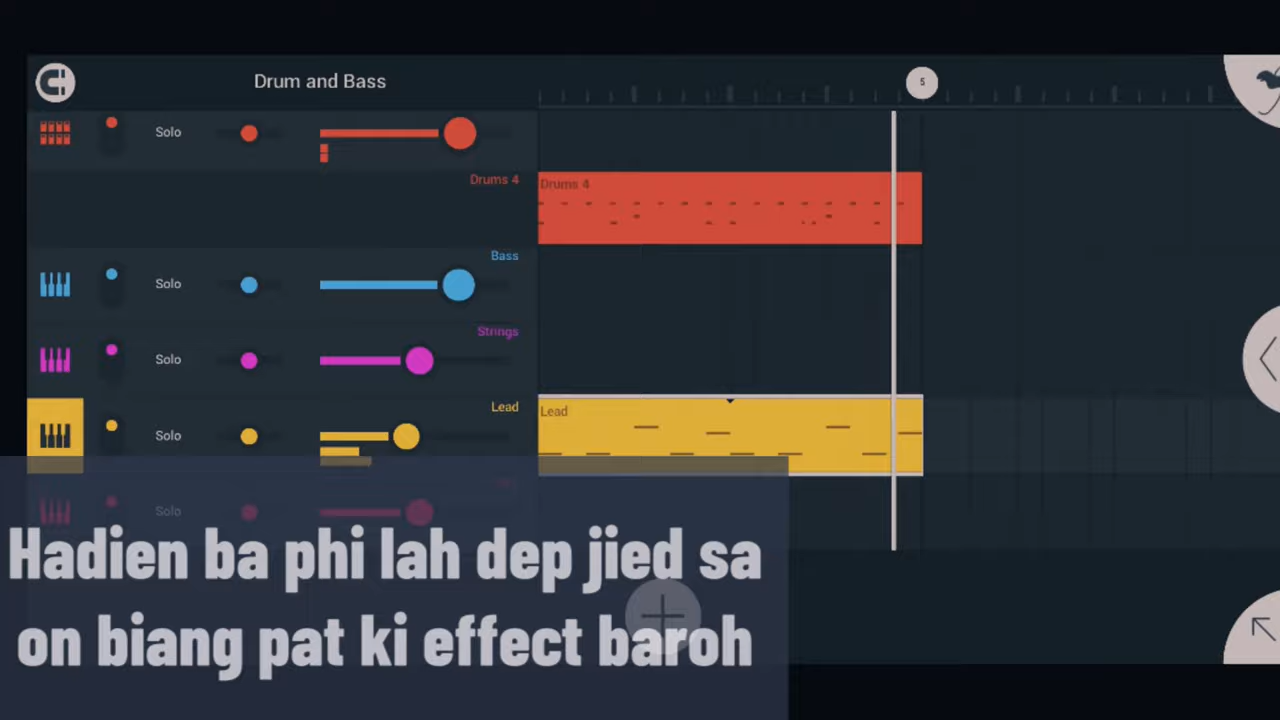 Drum and Bass
5
Solo
Drums 4
Drums 4
Bass
Solo
Strings
Solo
Lead
Lead
Solo
Solo
Hadien ba phi lah dep jied sa
on biang pat ki effect baroh